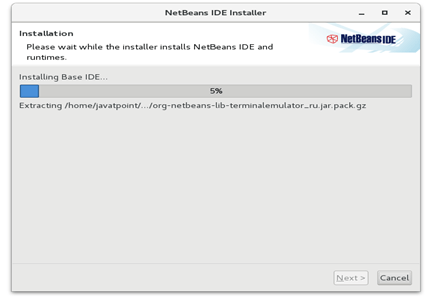 NetBeans IDE Installer
Installation
Please wait while the installer installs NetBeans IDE and
runtimes.
NetBeans IDE
Installing Base IDE...
5%
Extracting /home/javatpoint/.../org-netbeans-lib-terminalemulator_ru.jar.pack.gz
Next >
Cancel